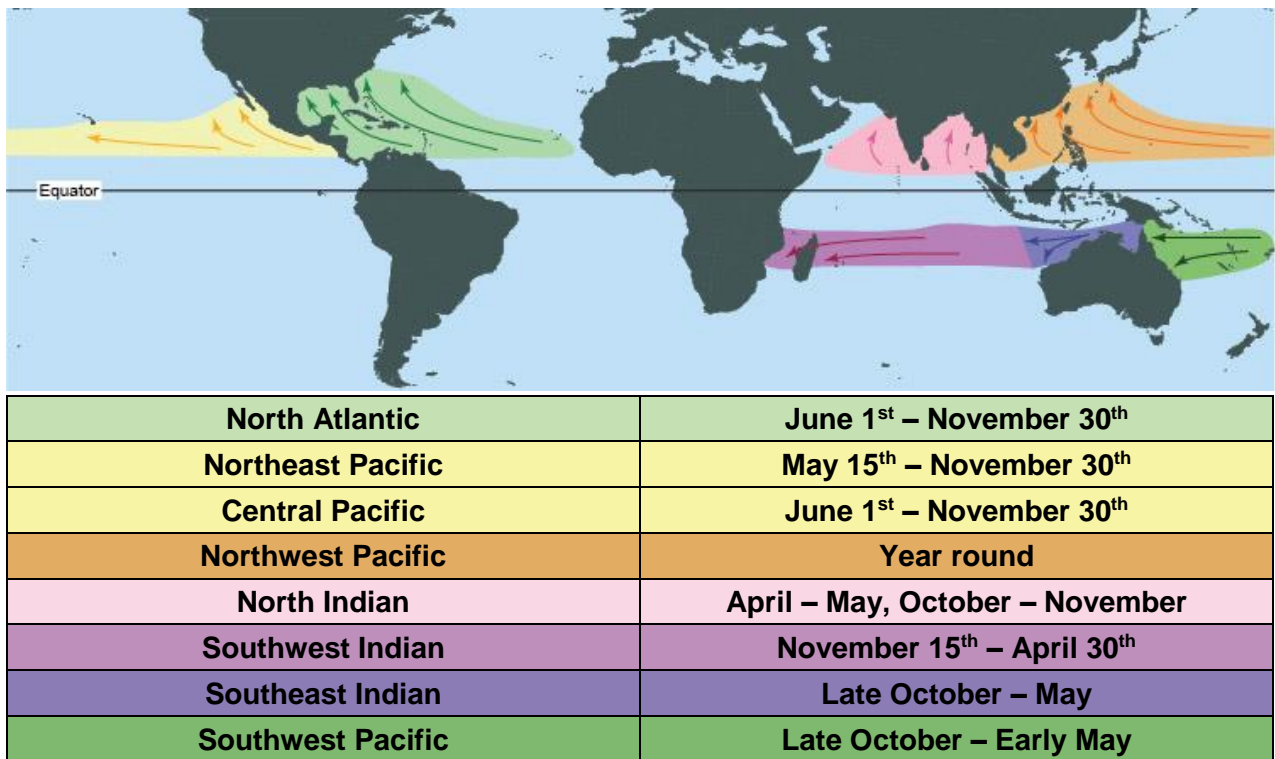 Equator
North Atlantic June 1st – November 30th
Northeast Pacific May 15th – November 30th
Central Pacific June 1st – November 30th
Northwest Pacific Year round
North Indian April – May, October – November
Southwest Indian November 15th – April 30th
Southeast Indian Late October – May
Southwest Pacific Late October – Early May